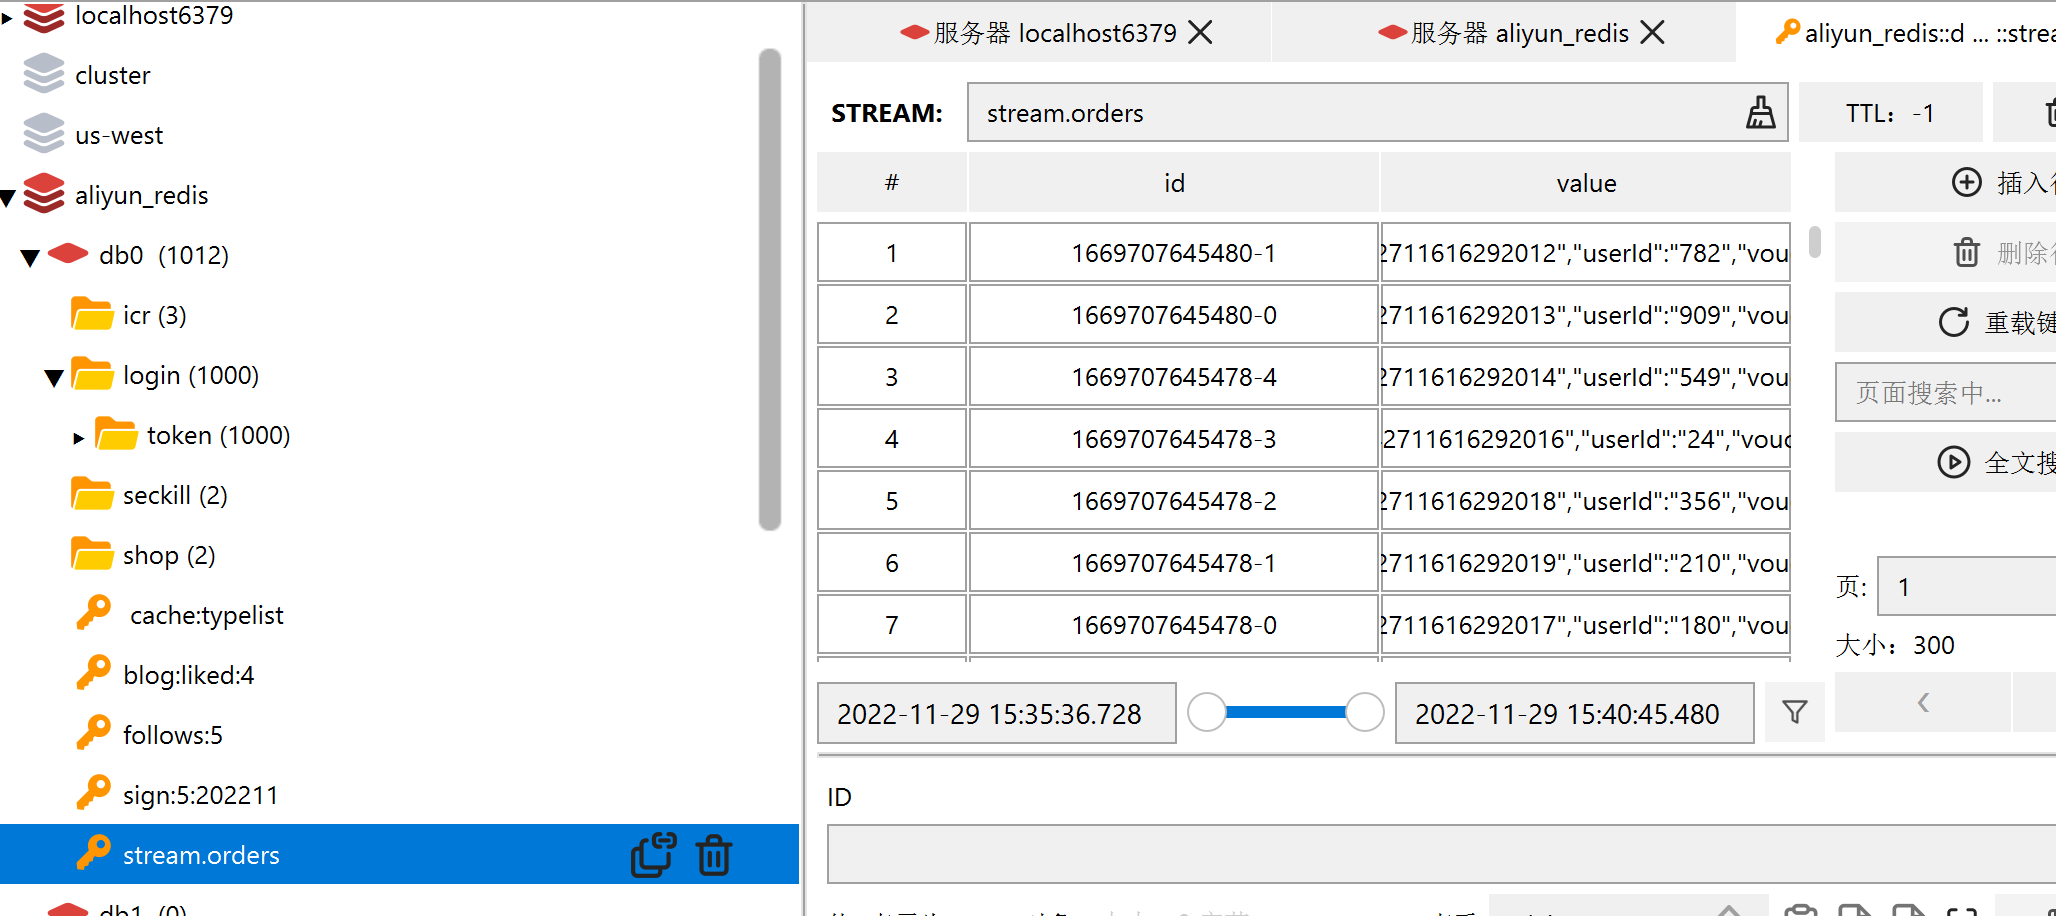 localhost6379
cluster
us-west
aliyun_redis
db0 (1012)
icr (3)
login (1000)
token (1000)
seckill (2)
shop (2)
cache:typelist
blog:liked:4
follows:5
sign:5:202211
stream.orders
db1 (0)
服务器 localhost6379
服务器 aliyun_redis
aliyun_redis::d ... ::strea
STREAM: stream.orders TTL: -1
# id value
1 1669707645480-1 2711616292012","userId":"782","vou
2 1669707645480-0 2711616292013","userId":"909","vou
3 1669707645478-4 2711616292014","userId":"549","vou
4 1669707645478-3 2711616292016","userId":"24","vouc
5 1669707645478-2 2711616292018","userId":"356","vou
6 1669707645478-1 2711616292019","userId":"210","vou
7 1669707645478-0 2711616292017","userId":"180","vou
插入
删除
重载键
页面搜索中...
全文搜
页: 1
大小: 300
2022-11-29 15:35:36.728
2022-11-29 15:40:45.480
ID